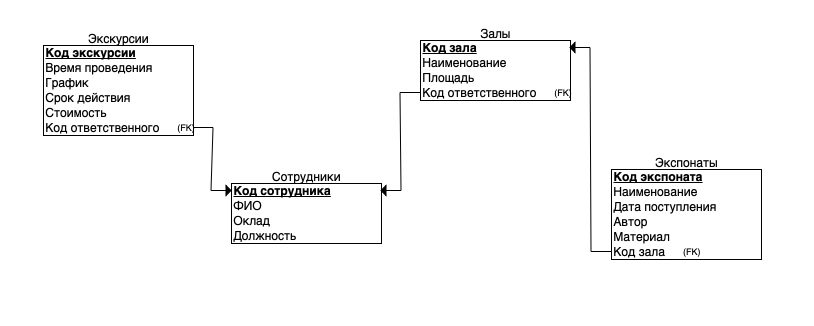 Экскурсии
Код экскурсии
Время проведения
График
Срок действия
Стоимость
Код ответственного (FK)
Залы
Код зала
Наименование
Площадь
Код ответственного (FK)
Сотрудники
Код сотрудника
ФИО
Оклад
Должность
Экспонаты
Код экспоната
Наименование
Дата поступления
Автор
Материал
Код зала (FK)